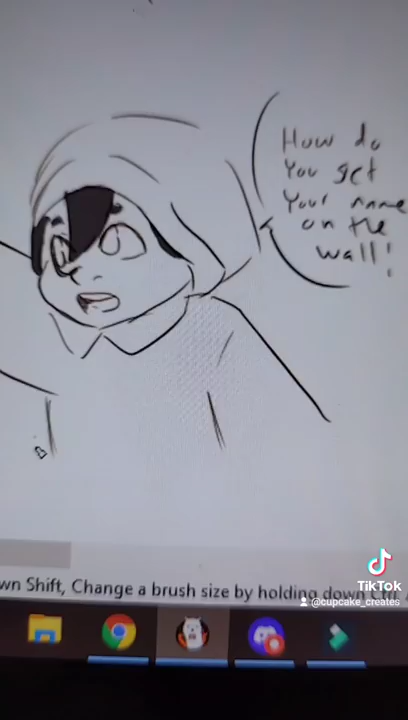 How do
You get
Your name
on the
wall!
wn Shift, Change a brush size by holding down Ctrl
TikTok
@cupcake_creates